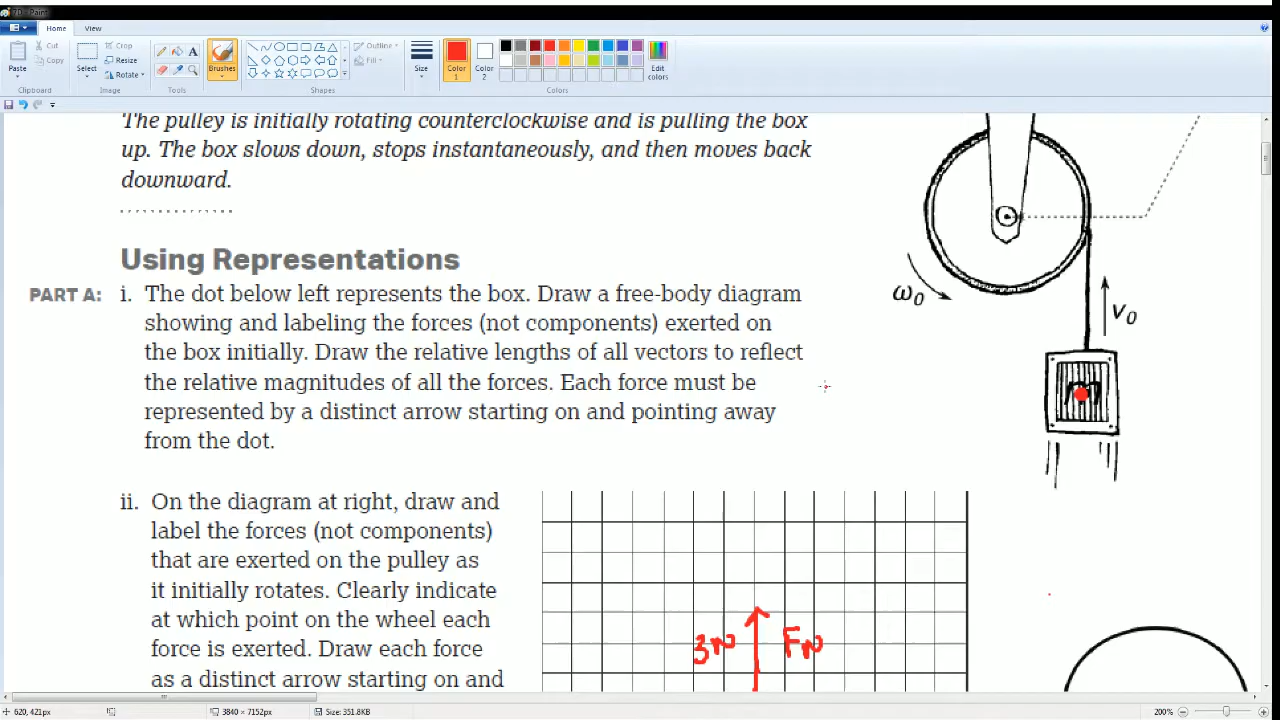 7D - Paint
Home View
Cut
Copy
Paste
Clipboard
Select
Crop
Resize
Rotate
Image
Tools
Brushes
Outline
Fill
Shapes
Size
Color 1
Color 2
Edit colors
Colors
The pulley is initially rotating counterclockwise and is pulling the box
up. The box slows down, stops instantaneously, and then moves back
downward.
Using Representations
PART A: i. The dot below left represents the box. Draw a free-body diagram
showing and labeling the forces (not components) exerted on
the box initially. Draw the relative lengths of all vectors to reflect
the relative magnitudes of all the forces. Each force must be
represented by a distinct arrow starting on and pointing away
from the dot.
ω0
v0
m
ii. On the diagram at right, draw and
label the forces (not components)
that are exerted on the pulley as
it initially rotates. Clearly indicate
at which point on the wheel each
force is exerted. Draw each force
as a distinct arrow starting on and
3N FN
620, 421px
3840 × 7152px
Size: 351.8KB
200%